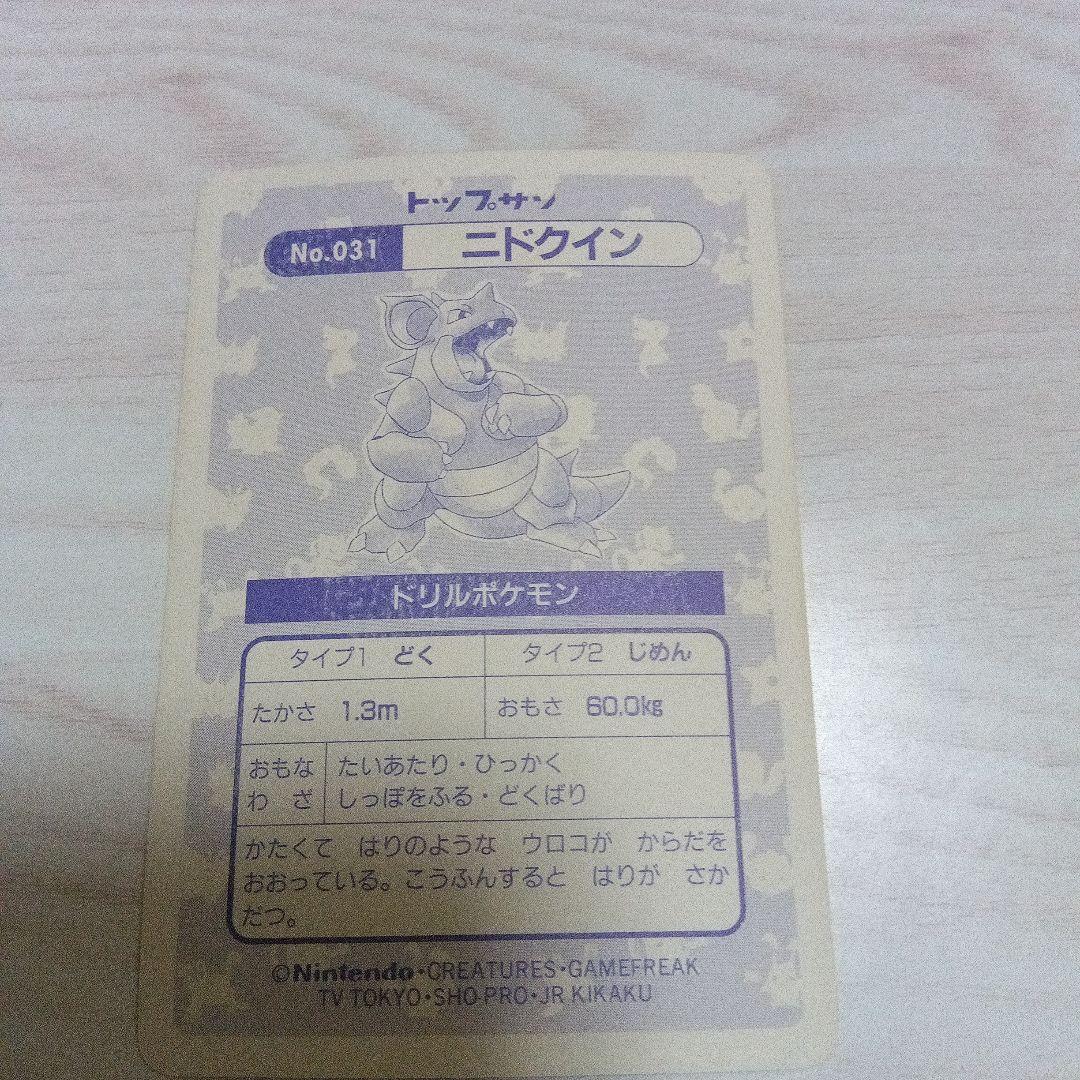 トップサン
No.031 ニドクイン
ドリルポケモン
タイプ1 どく タイプ2 じめん
たかさ 1.3m おもさ 60.0kg
おもな たいあたり・ひっかく
わ ざ しっぽをふる・どくばり
かたくて はりのような ウロコが からだを
おおっている。こうふんすると はりが さか
だつ。
©Nintendo・CREATURES・GAMEFREAK
TV TOKYO・SHO-PRO・JR KIKAKU